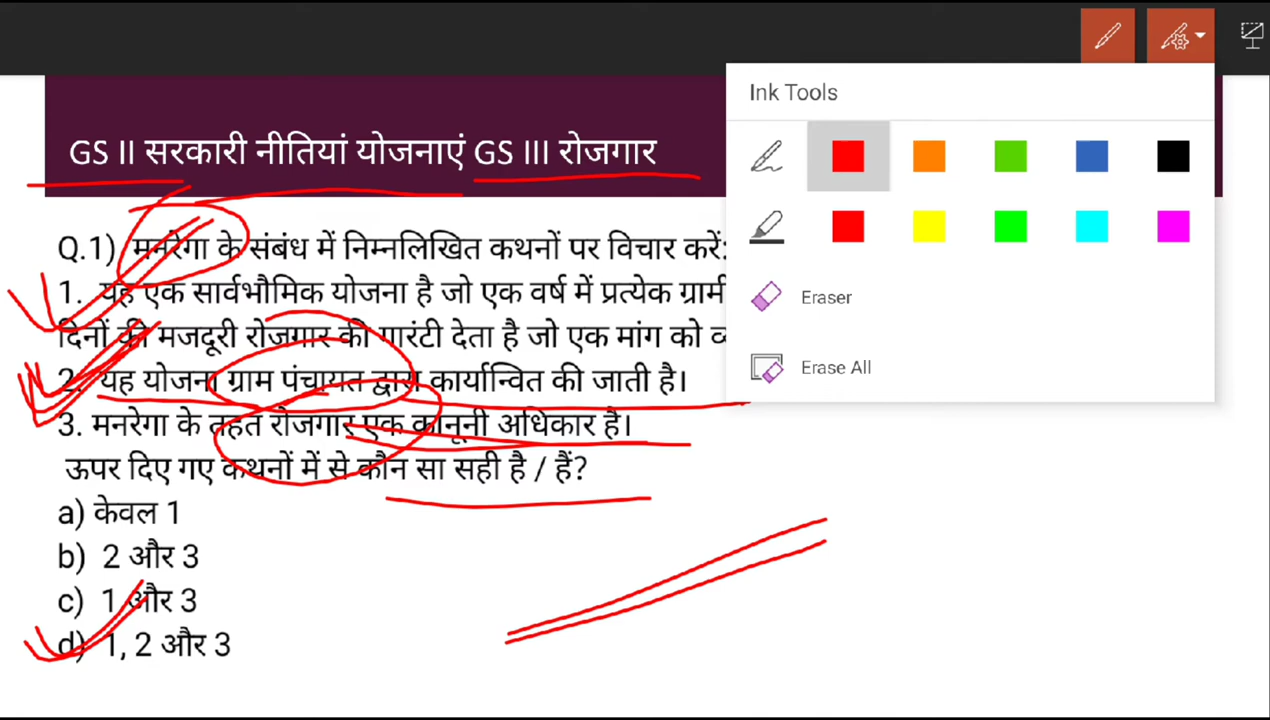 Ink Tools
GS II सरकारी नीतियां योजनाएं GS III रोजगार
Q.1) मनरेगा के संबंध में निम्नलिखित कथनों पर विचार करें:
1. यह एक सार्वभौमिक योजना है जो एक वर्ष में प्रत्येक
दिनों की मजदूरी रोजगार की गारंटी देता है जो एक मांग को
2. यह योजना ग्राम पंचायत द्वारा कार्यान्वित की जाती है।
3. मनरेगा के तहत रोजगार एक कानूनी अधिकार है।
ऊपर दिए गए कथनों में से कौन सा सही है / हैं?
a) केवल 1
b) 2 और 3
c) 1 और 3
d) 1, 2 और 3
Eraser
Erase All